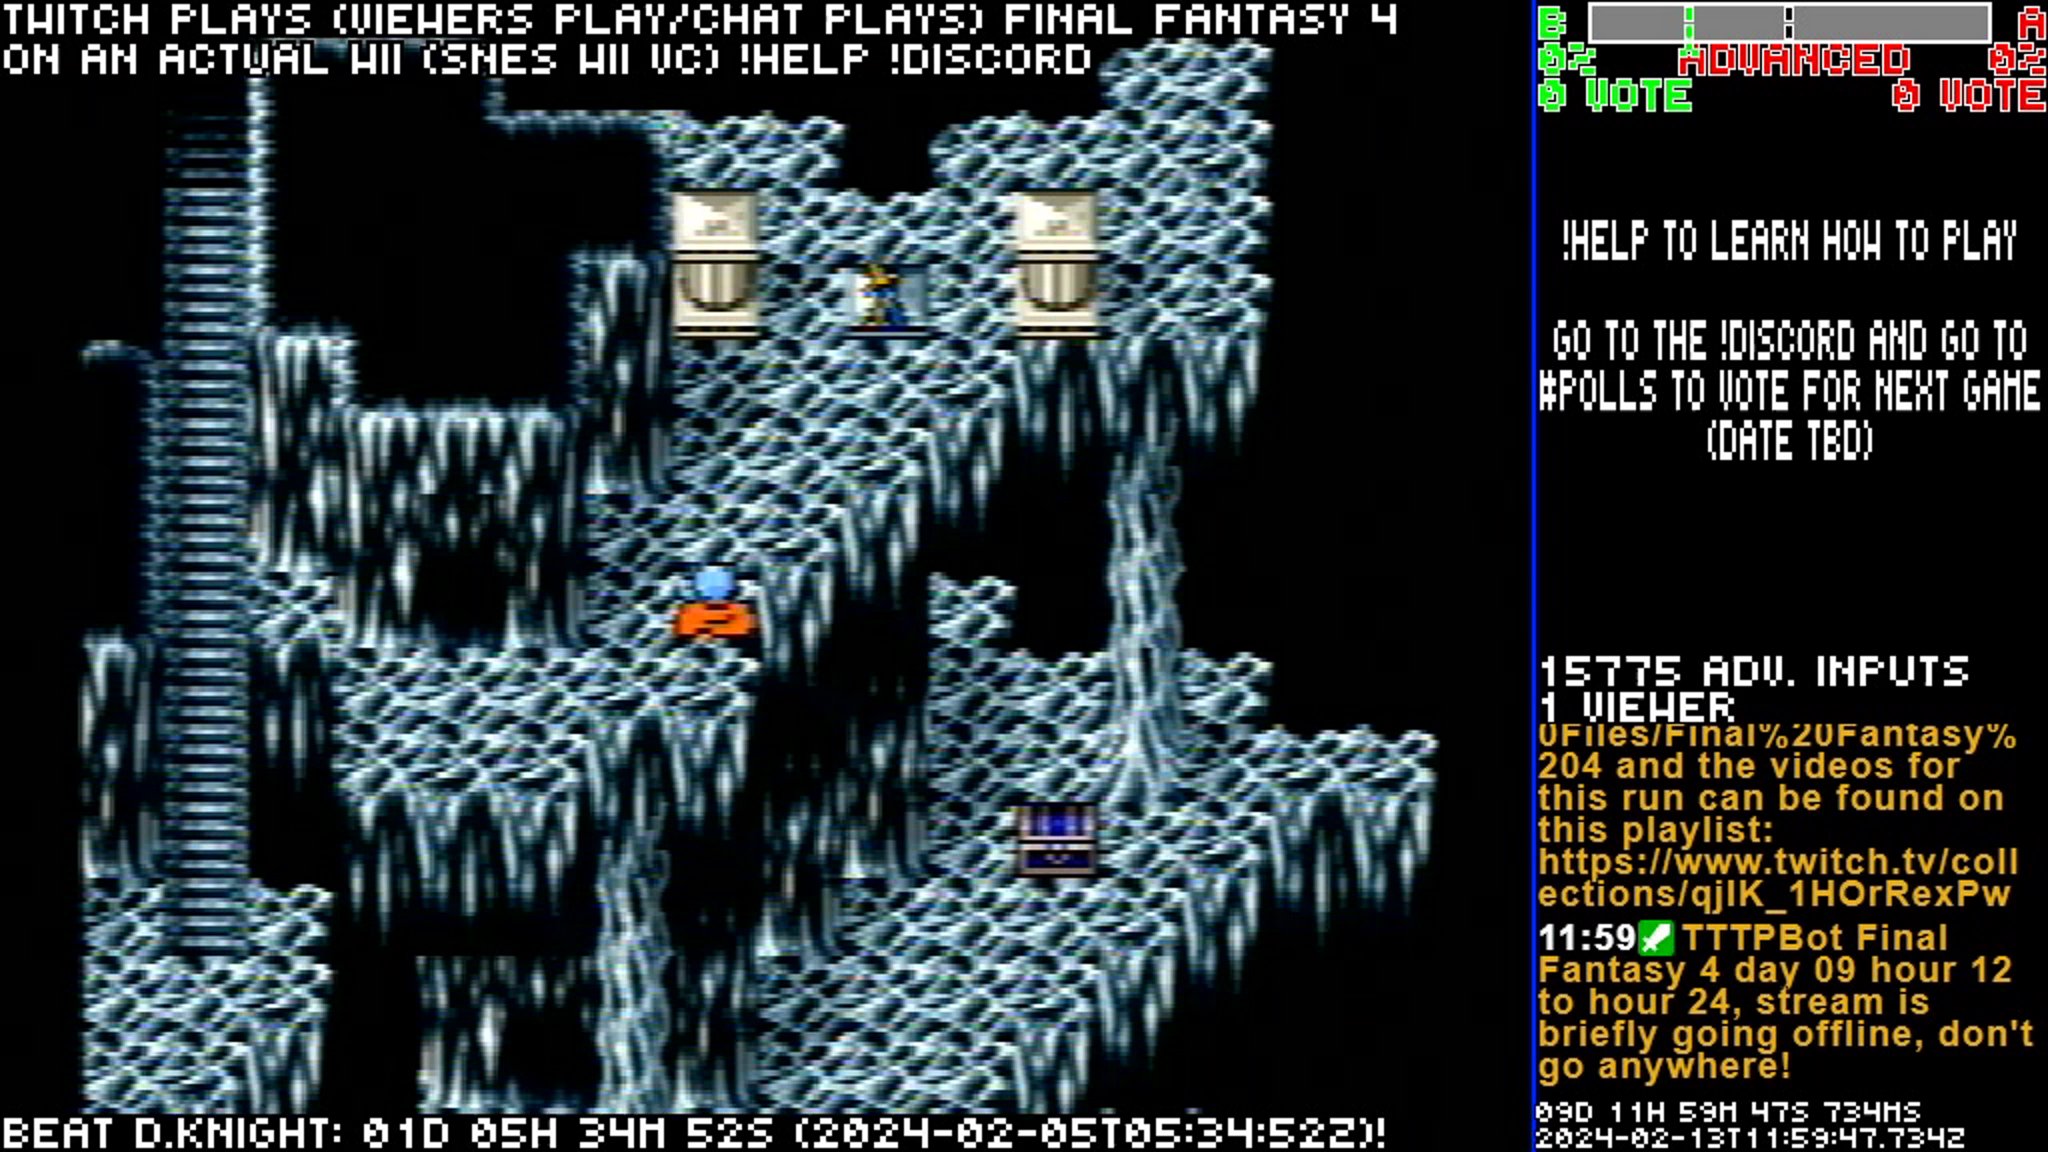 TWITCH PLAYS (VIEWERS PLAY/CHAT PLAYS) FINAL FANTASY 4
ON AN ACTUAL WII (SNES WII VC) !HELP !DISCORD
B A
0% ADVANCED 0%
0 VOTE 0 VOTE
!HELP TO LEARN HOW TO PLAY
GO TO THE !DISCORD AND GO TO
#POLLS TO VOTE FOR NEXT GAME
(DATE TBD)
15775 ADV. INPUTS
1 VIEWER
0Files/Final%20Fantasy%
204 and the videos for
this run can be found on
this playlist:
https://www.twitch.tv/coll
ections/qjIK_1HOrRexPw
11:59 TTTPBot Final
Fantasy 4 day 09 hour 12
to hour 24, stream is
briefly going offline, don't
go anywhere!
09D 11H 59M 47S 734MS
2024-02-13T11:59:47.734Z
BEAT D.KNIGHT: 01D 05H 34M 52S (2024-02-05T05:34:52Z)!